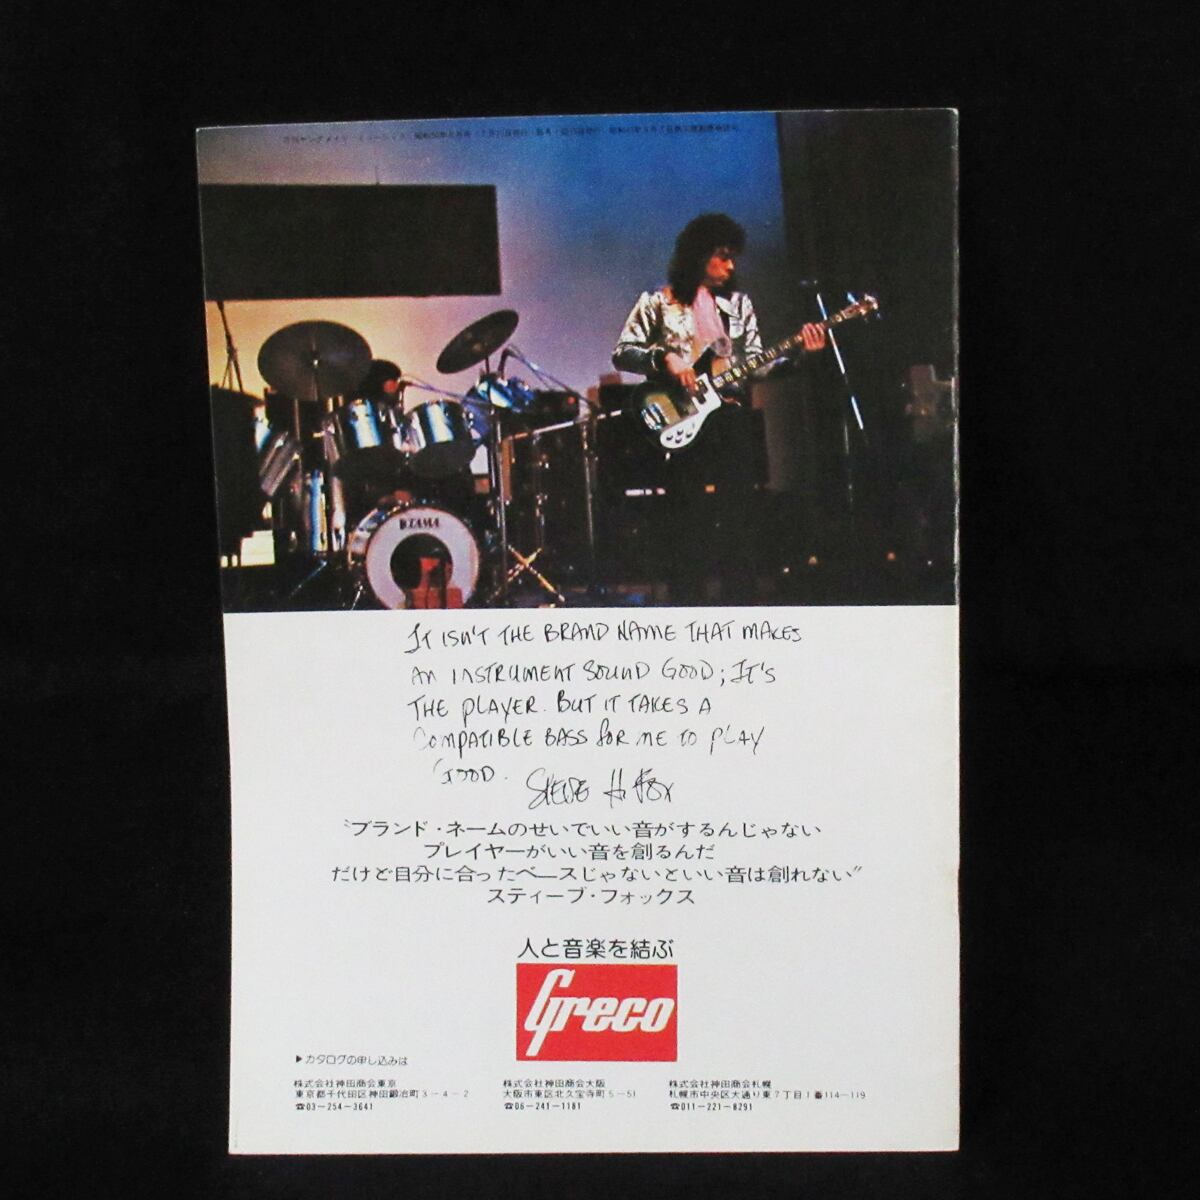 TAMA
IT ISN'T THE BRAND NAME THAT MAKES
AN INSTRUMENT SOUND GOOD; IT'S
THE PLAYER. BUT IT TAKES A
COMPATIBLE BASS FOR ME TO PLAY
GOOD.
STEVE H. FOX
〝ブランド・ネームのせいでいい音がするんじゃない
プレイヤーがいい音を創るんだ
だけど自分に合ったベースじゃないといい音は創れない〞
スティーブ・フォックス
人と音楽を結ぶ
Greco
▶カタログの申し込みは
株式会社神田商会東京
東京都千代田区神田鍛冶町3−4−2
☎03−254−3641
株式会社神田商会大阪
大阪市東区北久宝寺町5−51
☎06−241−1181
株式会社神田商会札幌
札幌市中央区大通り東7丁目1番114−119
☎011−221−8291